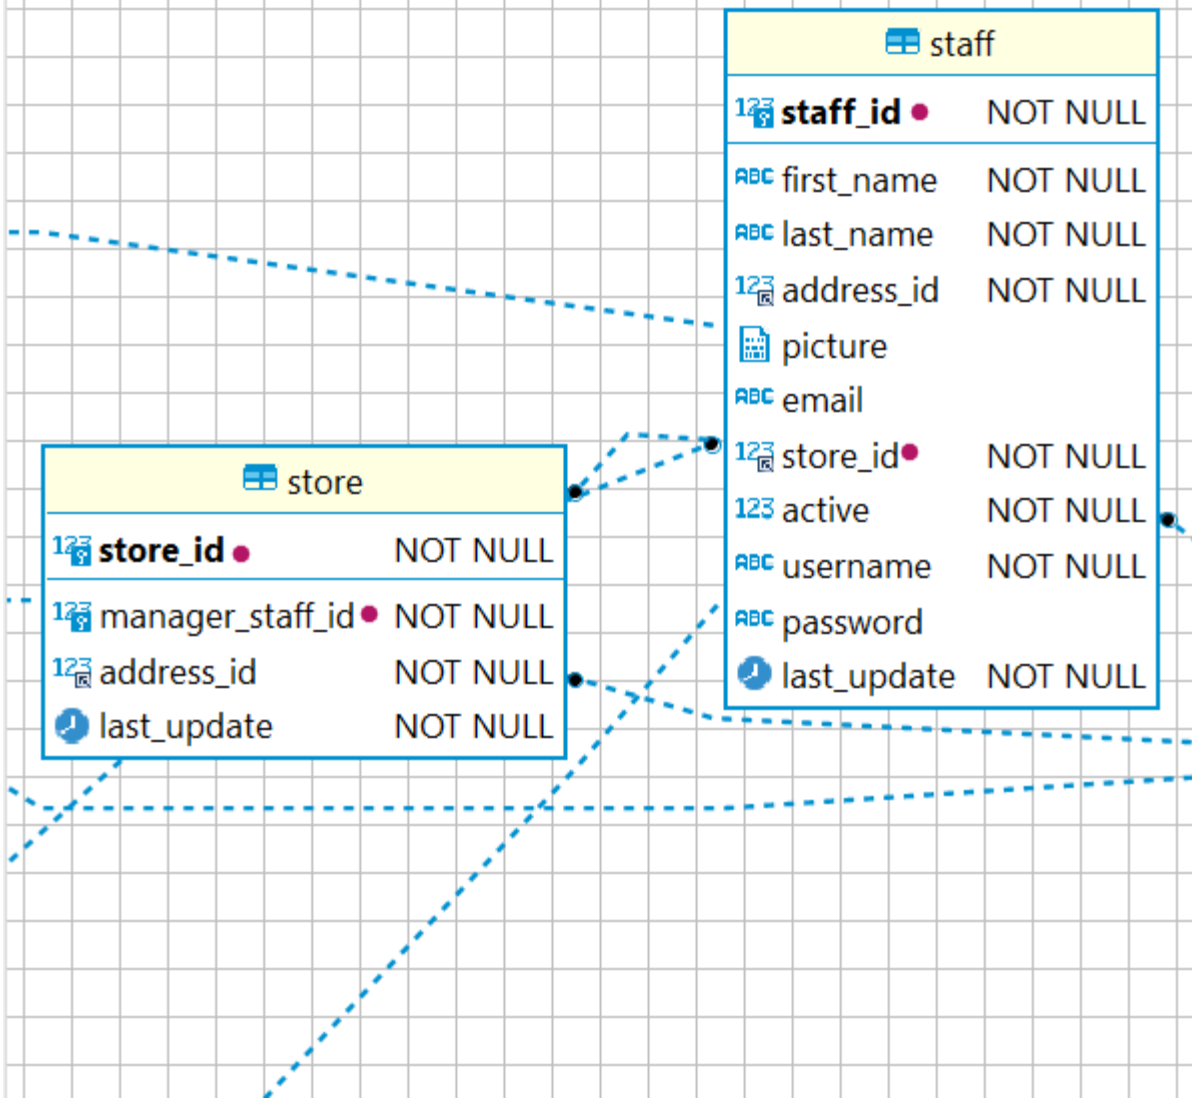 staff
staff_id NOT NULL
first_name NOT NULL
last_name NOT NULL
address_id NOT NULL
picture
email
store_id NOT NULL
active NOT NULL
username NOT NULL
password
last_update NOT NULL
store
store_id NOT NULL
manager_staff_id NOT NULL
address_id NOT NULL
last_update NOT NULL